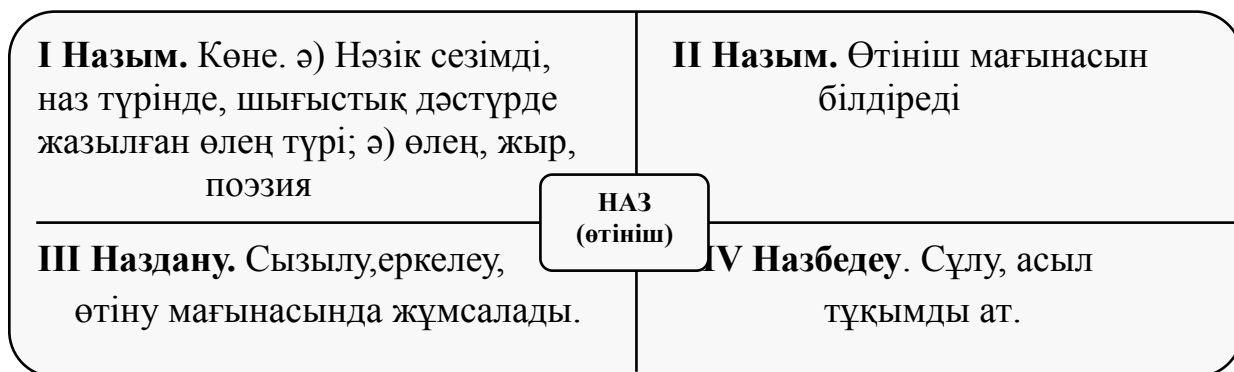 I Назым. Көне. ә) Нәзік сезімді,
наз түрінде, шығыстық дәстүрде
жазылған өлең түрі; ә) өлең, жыр,
поэзия
II Назым. Өтініш мағынасын
білдіреді
НАЗ
(өтініш)
III Наздану. Сызылу,еркелеу,
өтіну мағынасында жұмсалады.
IV Назбедеу. Сұлу, асыл
тұқымды ат.